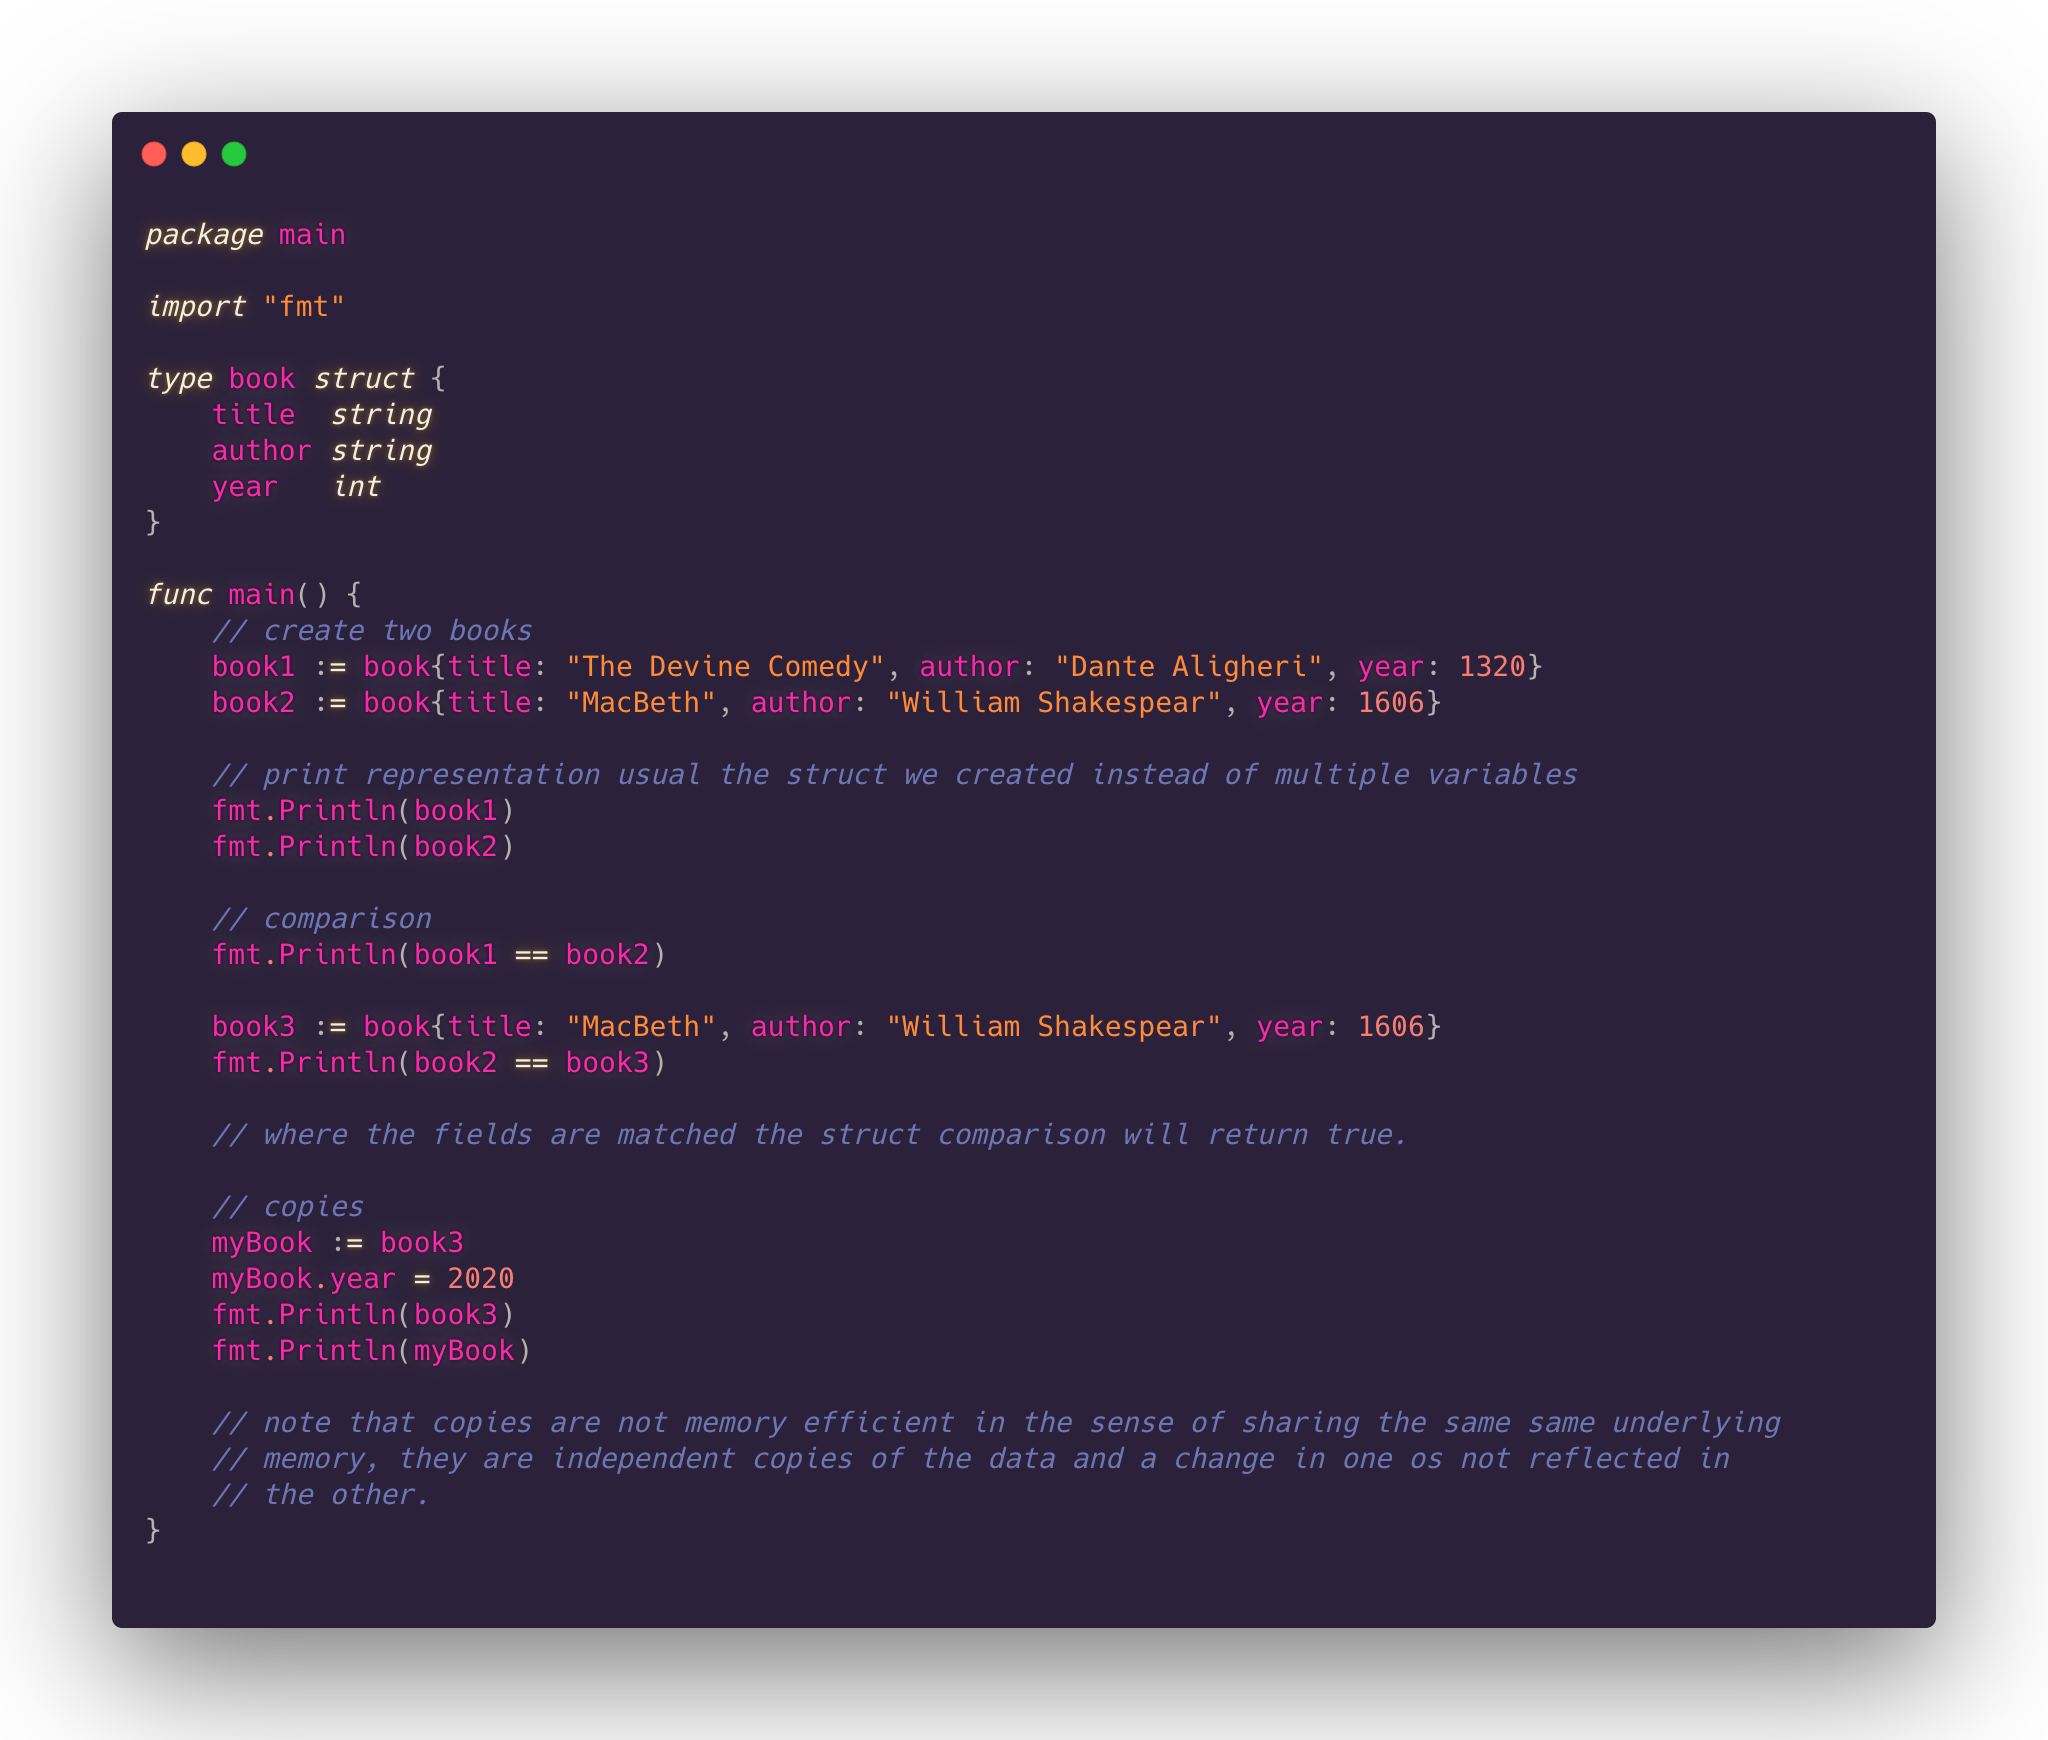 package main

import "fmt"

type book struct {
    title  string
    author string
    year   int
}

func main() {
    // create two books
    book1 := book{title: "The Devine Comedy", author: "Dante Aligheri", year: 1320}
    book2 := book{title: "MacBeth", author: "William Shakespear", year: 1606}

    // print representation usual the struct we created instead of multiple variables
    fmt.Println(book1)
    fmt.Println(book2)

    // comparison
    fmt.Println(book1 == book2)

    book3 := book{title: "MacBeth", author: "William Shakespear", year: 1606}
    fmt.Println(book2 == book3)

    // where the fields are matched the struct comparison will return true.

    // copies
    myBook := book3
    myBook.year = 2020
    fmt.Println(book3)
    fmt.Println(myBook)

    // note that copies are not memory efficient in the sense of sharing the same same underlying
    // memory, they are independent copies of the data and a change in one os not reflected in
    // the other.
}